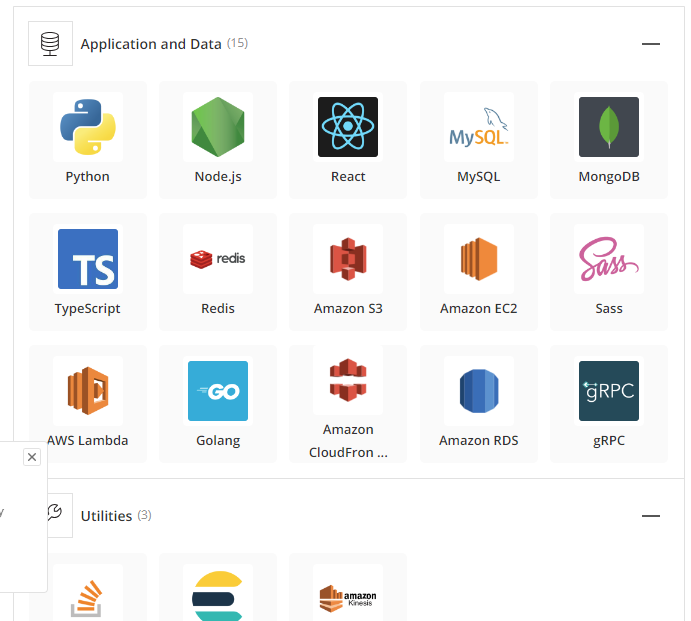 Application and Data (15)
Python
Node.js
React
MySQL
MySQL
MongoDB
TS
TypeScript
redis
Redis
Amazon S3
Amazon EC2
Sass
Sass
AWS Lambda
GO
Golang
Amazon
CloudFron ...
Amazon RDS
gRPC
gRPC
y
Utilities (3)
amazon
Kinesis